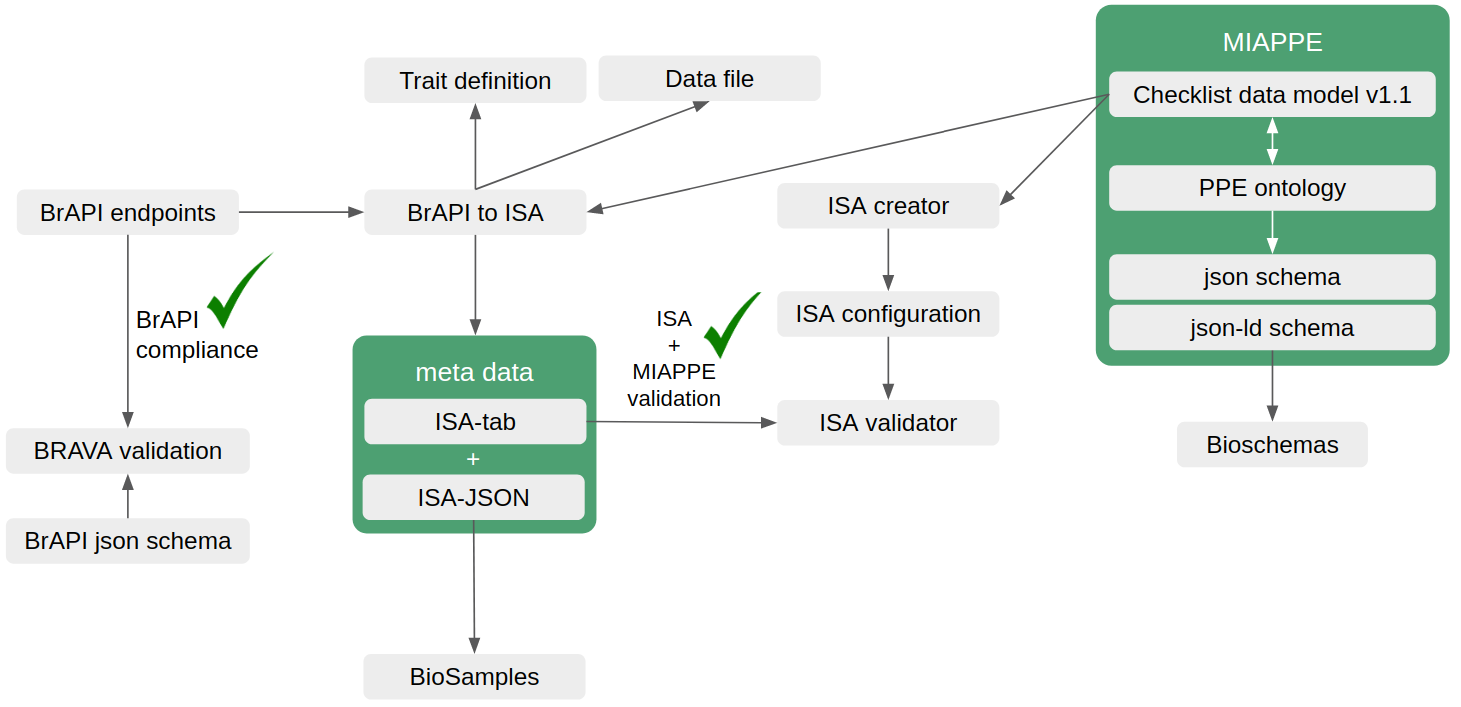 MIAPPE
Checklist data model v1.1
PPE ontology
json schema
json-ld schema
Bioschemas
Trait definition
Data file
BrAPI endpoints
BrAPI to ISA
ISA creator
ISA configuration
ISA validator
BrAPI
compliance
BRAVA validation
BrAPI json schema
meta data
ISA-tab
+
ISA-JSON
ISA
+
MIAPPE
validation
BioSamples